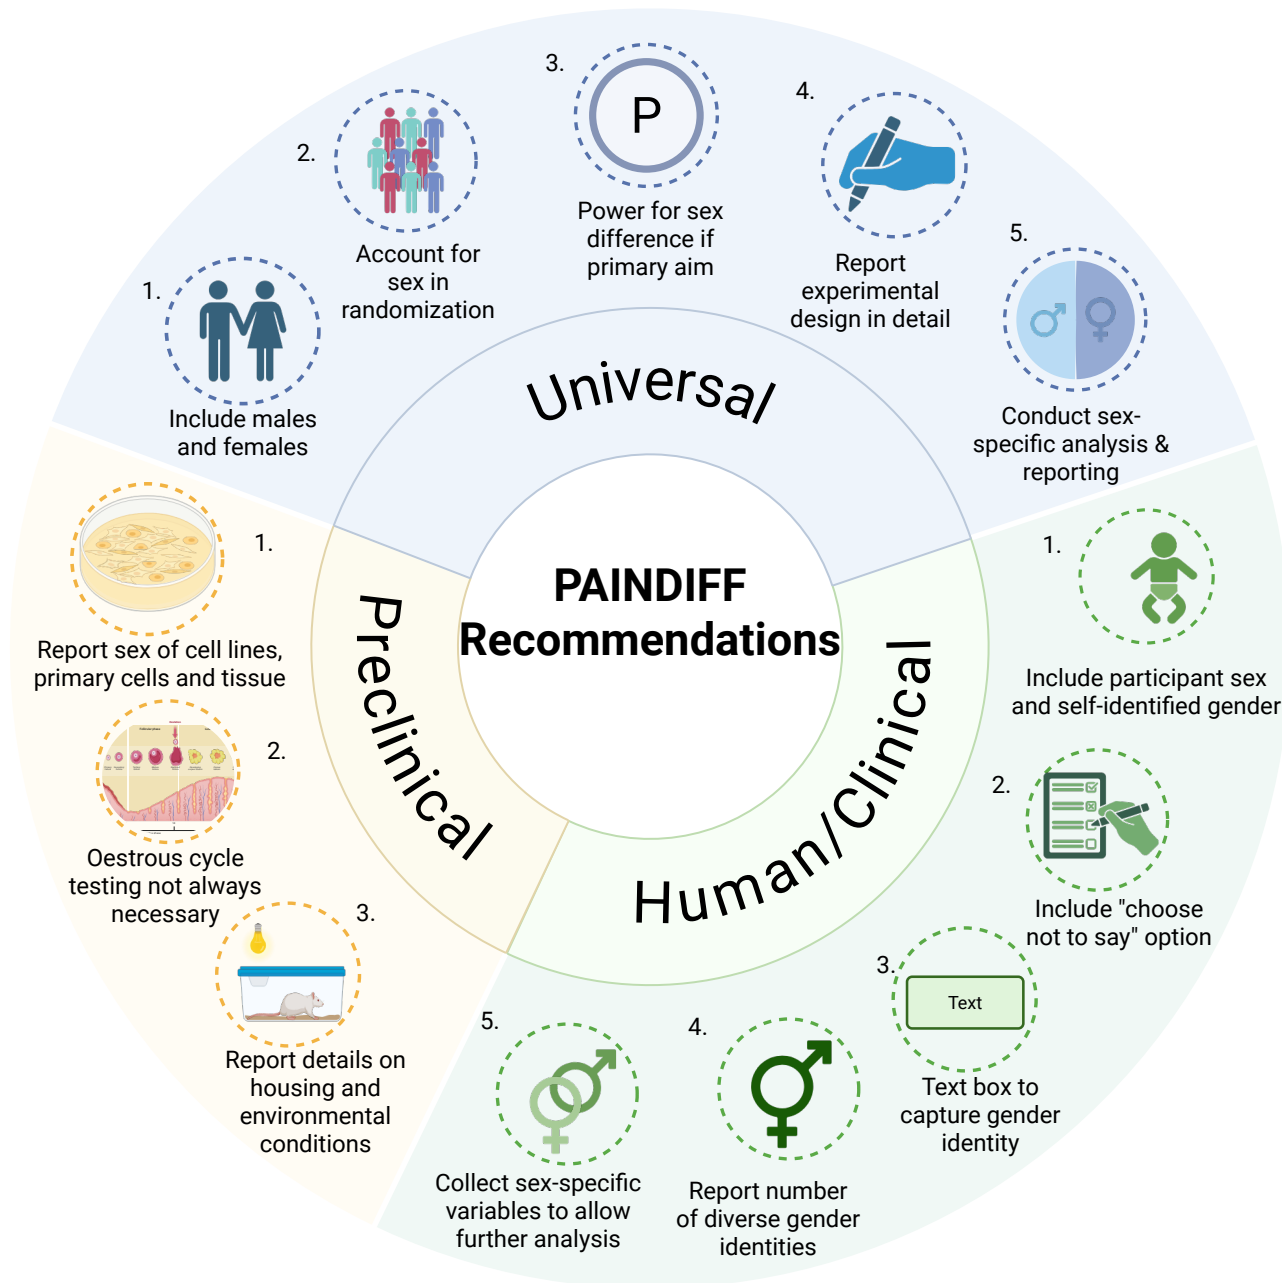 PAINDIFF
Recommendations
Universal
1.
Include males
and females
2.
Account for
sex in
randomization
3.
P
Power for sex
difference if
primary aim
4.
Report
experimental
design in detail
5.
Conduct sex-
specific analysis &
reporting
Human/Clinical
1.
Include participant sex
and self-identified gender
2.
Include "choose
not to say" option
3.
Text
Text box to
capture gender
identity
4.
Report number
of diverse gender
identities
5.
Collect sex-specific
variables to allow
further analysis
Preclinical
1.
Report sex of cell lines,
primary cells and tissue
2.
Oestrous cycle
testing not always
necessary
3.
Report details on
housing and
environmental
conditions